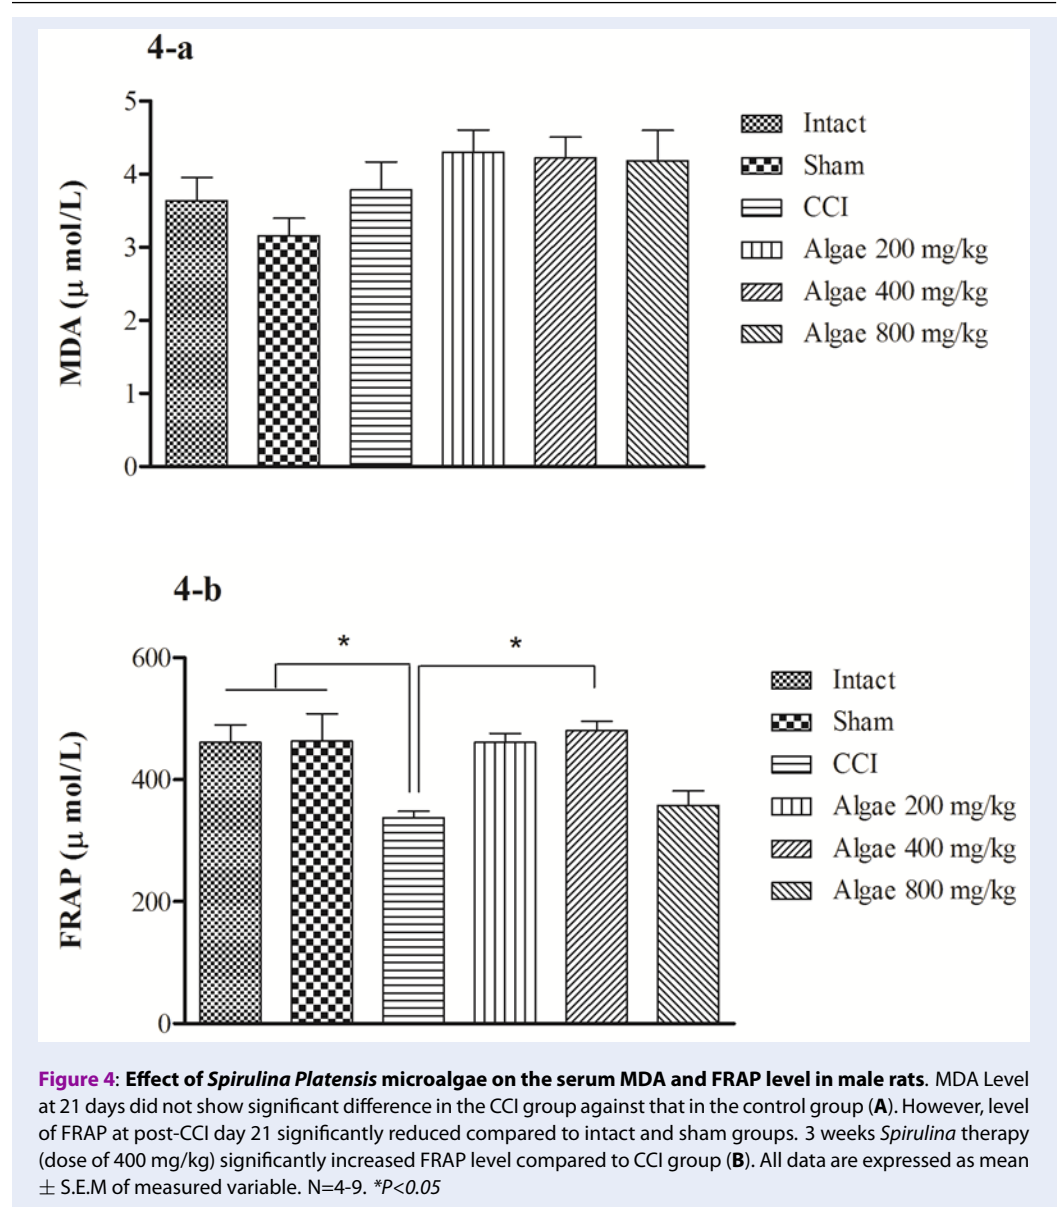 4-a
5
4
3
2
1
0
MDA (μ mol/L)
Intact
Sham
CCI
Algae 200 mg/kg
Algae 400 mg/kg
Algae 800 mg/kg
4-b
600
400
200
0
FRAP (μ mol/L)
*
*
Intact
Sham
CCI
Algae 200 mg/kg
Algae 400 mg/kg
Algae 800 mg/kg
Figure 4: Effect of Spirulina Platensis microalgae on the serum MDA and FRAP level in male rats. MDA Level
at 21 days did not show significant difference in the CCI group against that in the control group (A). However, level
of FRAP at post-CCI day 21 significantly reduced compared to intact and sham groups. 3 weeks Spirulina therapy
(dose of 400 mg/kg) significantly increased FRAP level compared to CCI group (B). All data are expressed as mean
± S.E.M of measured variable. N=4-9. *P<0.05